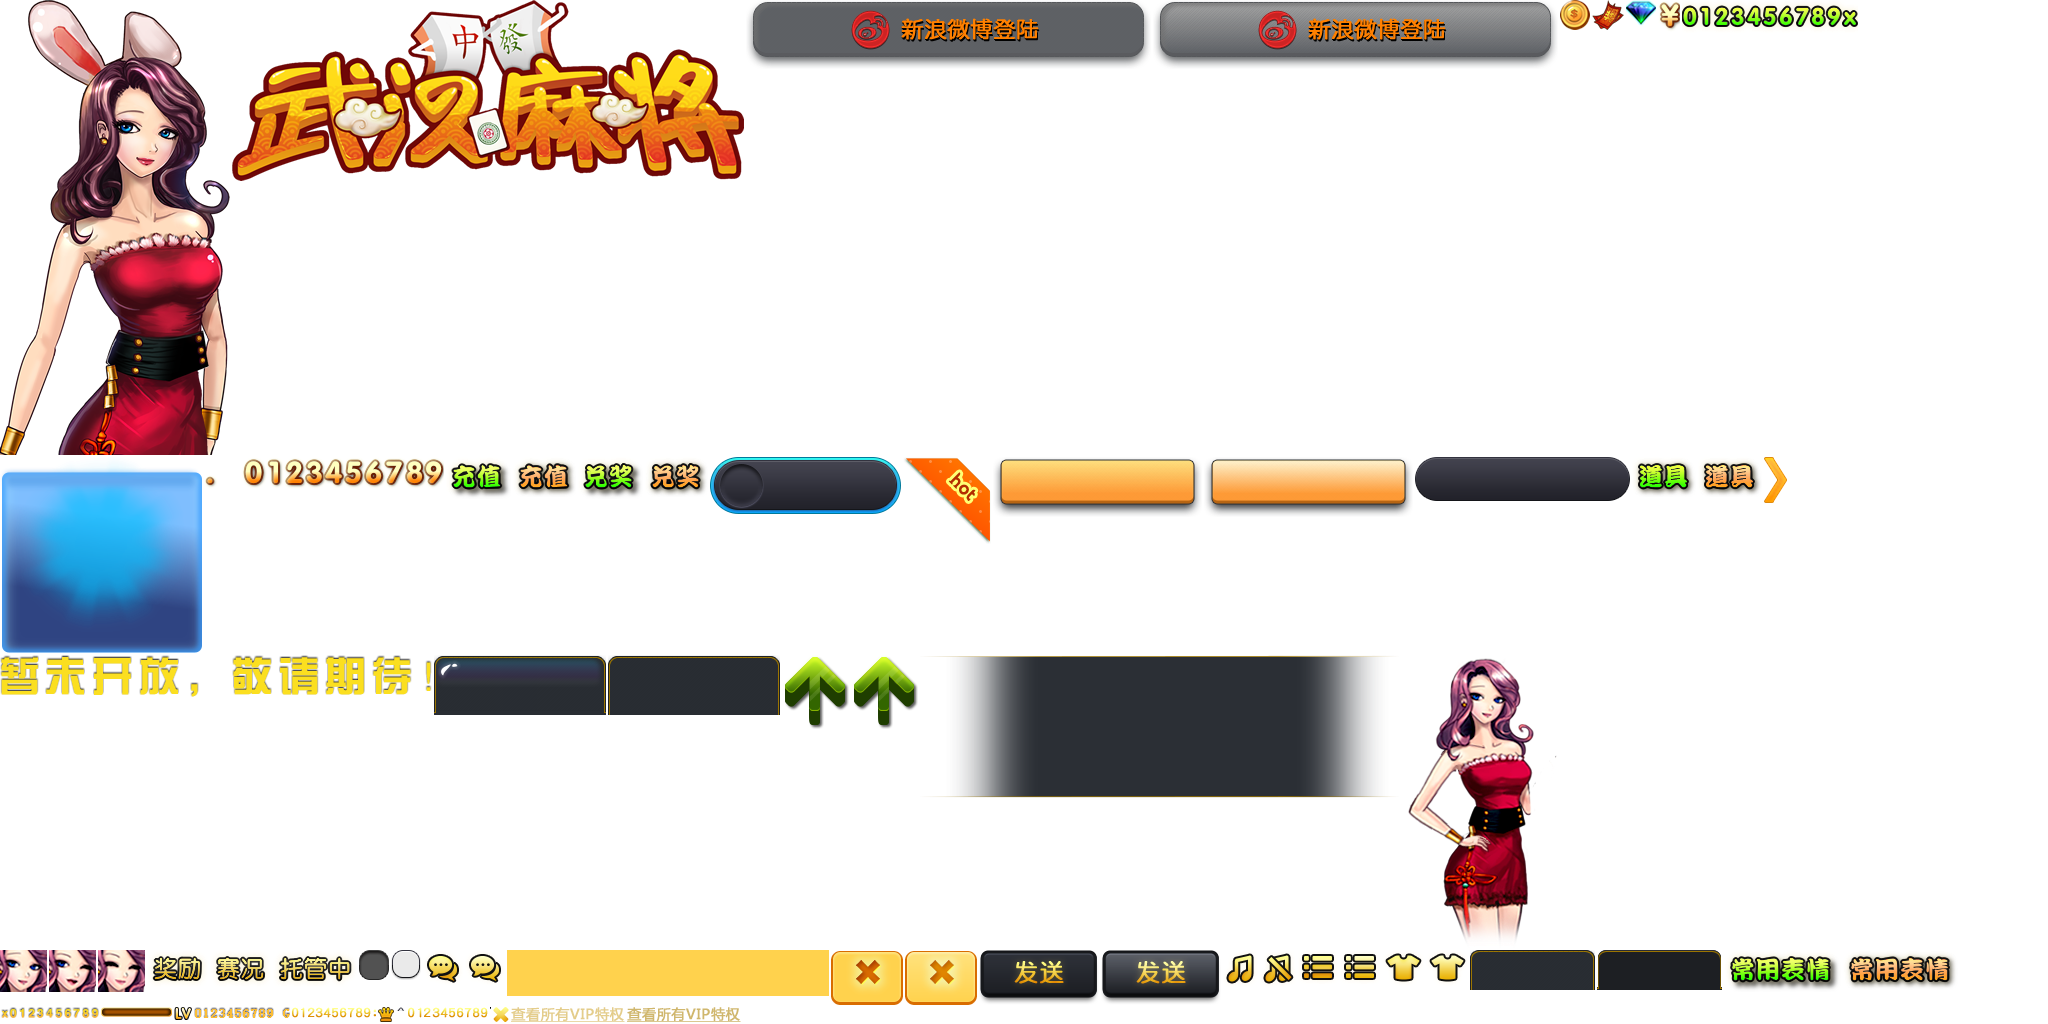 中 發
武汉麻将
新浪微博登陆
新浪微博登陆
¥0123456789x
.
0123456789
充值
充值
兑奖
兑奖
hot
道具
道具
暂未开放，敬请期待！
奖励
赛况
托管中
发送
发送
常用表情
常用表情
x0123456789
LV
0123456789
0123456789
0123456789
查看所有VIP特权
查看所有VIP特权